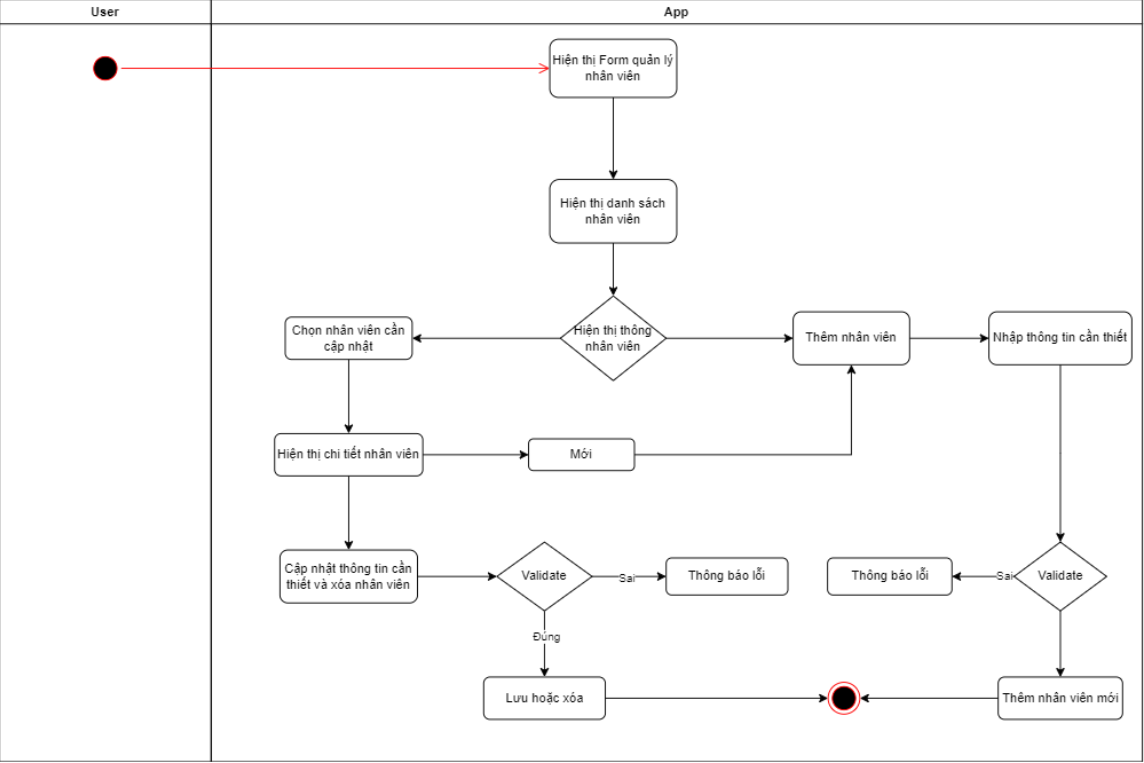 User
App
Hiện thị Form quản lý
nhân viên
Hiện thị danh sách
nhân viên
Chọn nhân viên cần
cập nhật
Hiện thị thông
nhân viên
Thêm nhân viên
Nhập thông tin cần thiết
Hiện thị chi tiết nhân viên
Mới
Cập nhật thông tin cần
thiết và xóa nhân viên
Validate
Sai
Thông báo lỗi
Thông báo lỗi
Sai
Validate
Đúng
Lưu hoặc xóa
Thêm nhân viên mới